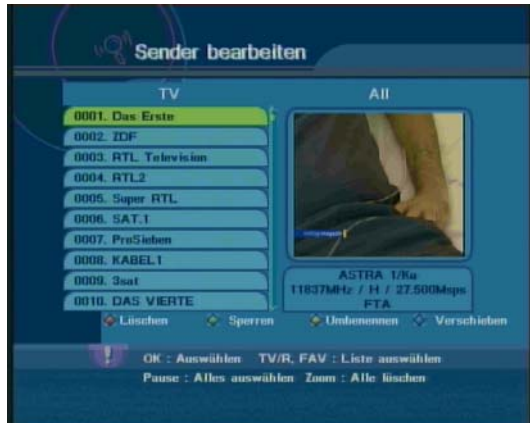 Sender bearbeiten
TV
All
0001. Das Erste
0002. ZDF
0003. RTL Television
0004. RTL2
0005. Super RTL
0006. SAT.1
0007. ProSieben
0008. KABEL1
0009. 3sat
0010. DAS VIERTE
ASTRA 1/Ku
11837MHz / H / 27.500Msps
FTA
Löschen Sperren Umbenennen Verschieben
OK : Auswählen TV/R, FAV : Liste auswählen
Pause : Alles auswählen Zoom : Alle löschen